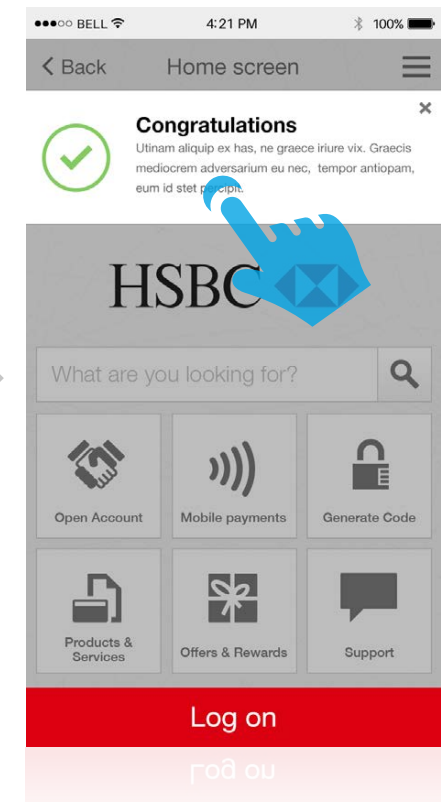 BELL 4:21 PM 100%
Back Home screen
Congratulations
Utinam aliquip ex has, ne graece iriure vix. Graecis
mediocrem adversarium eu nec, tempor antiopam,
eum id stet percipit.
HSBC
What are you looking for?
Open Account Mobile payments Generate Code
Products & Services Offers & Rewards Support
Log on